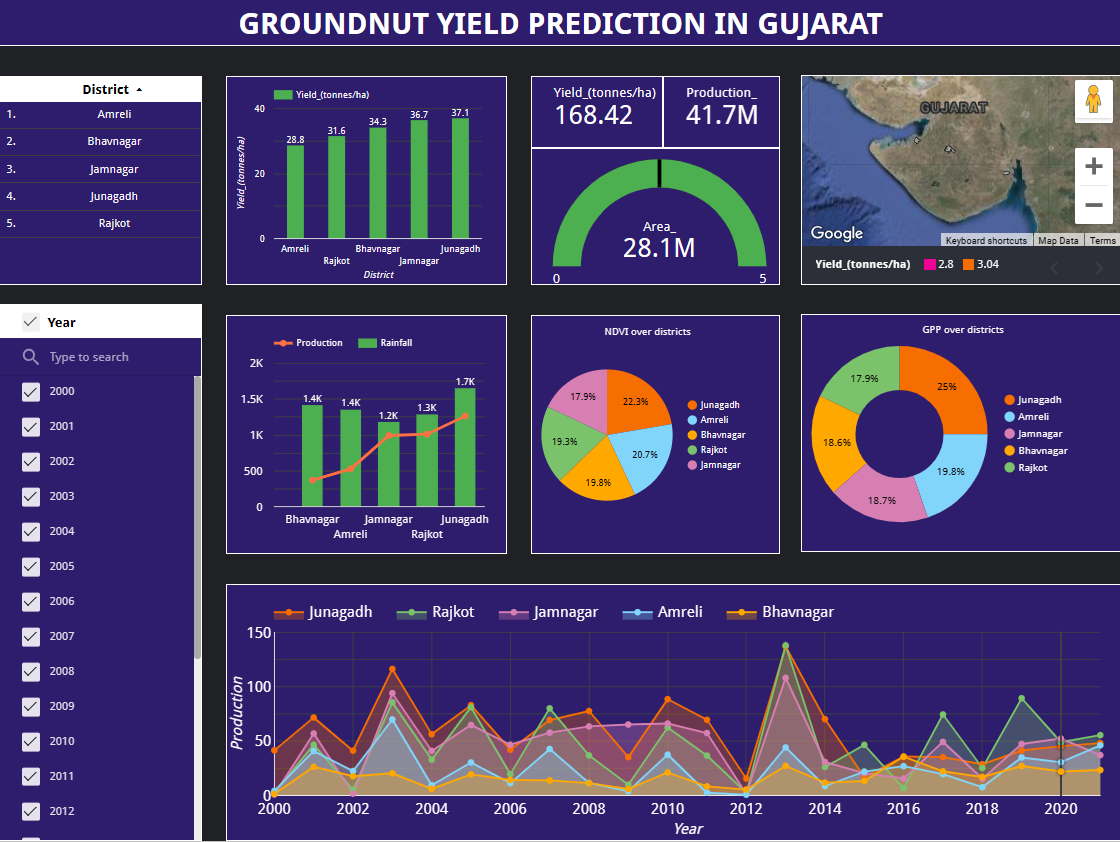 GROUNDNUT YIELD PREDICTION IN GUJARAT
District
1. Amreli
2. Bhavnagar
3. Jamnagar
4. Junagadh
5. Rajkot
Year
Type to search
2000
2001
2002
2003
2004
2005
2006
2007
2008
2009
2010
2011
2012
Yield_(tonnes/ha)
40
20
0
Yield_(tonnes/ha)
28.8 31.6 34.3 36.7 37.1
Amreli Bhavnagar Junagadh
Rajkot Jamnagar
District
Yield_(tonnes/ha) Production_
168.42 41.7M
Area_
28.1M
0 5
GUJARAT
Google
Keyboard shortcuts Map Data Terms
Yield_(tonnes/ha) 2.8 3.04
Production Rainfall
2K
1.5K
1K
500
0
1.4K 1.4K 1.2K 1.3K 1.7K
Bhavnagar Jamnagar Junagadh
Amreli Rajkot
NDVI over districts
17.9% 22.3%
19.3% 20.7%
19.8%
Junagadh
Amreli
Bhavnagar
Rajkot
Jamnagar
GPP over districts
17.9% 25%
18.6% 19.8%
18.7%
Junagadh
Amreli
Jamnagar
Bhavnagar
Rajkot
Junagadh Rajkot Jamnagar Amreli Bhavnagar
150
100
50
0
Production
2000 2002 2004 2006 2008 2010 2012 2014 2016 2018 2020
Year